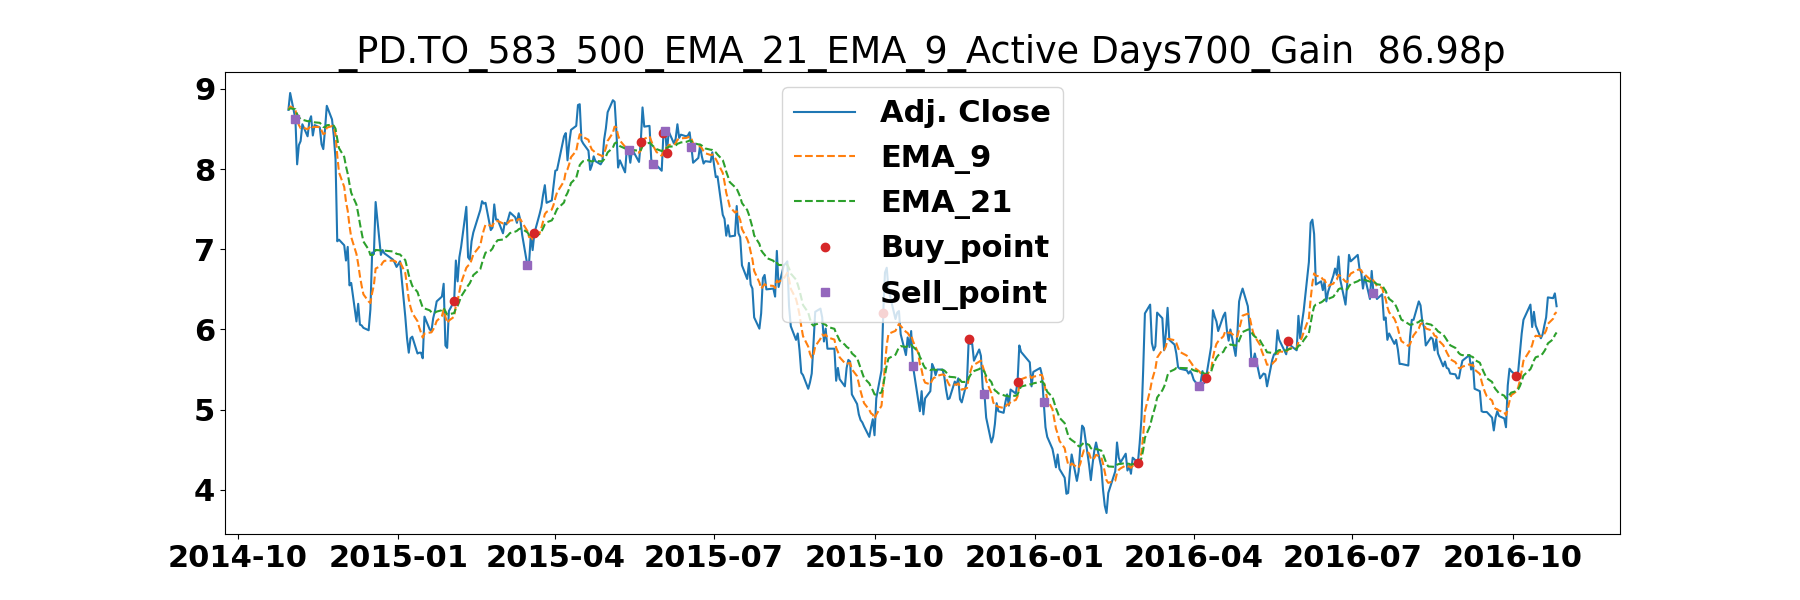 _PD.TO_583_500_EMA_21_EMA_9_Active Days700_Gain  86.98p
9
8
7
6
5
4
Adj. Close
EMA_9
EMA_21
Buy_point
Sell_point
2014-10 2015-01 2015-04 2015-07 2015-10 2016-01 2016-04 2016-07 2016-10